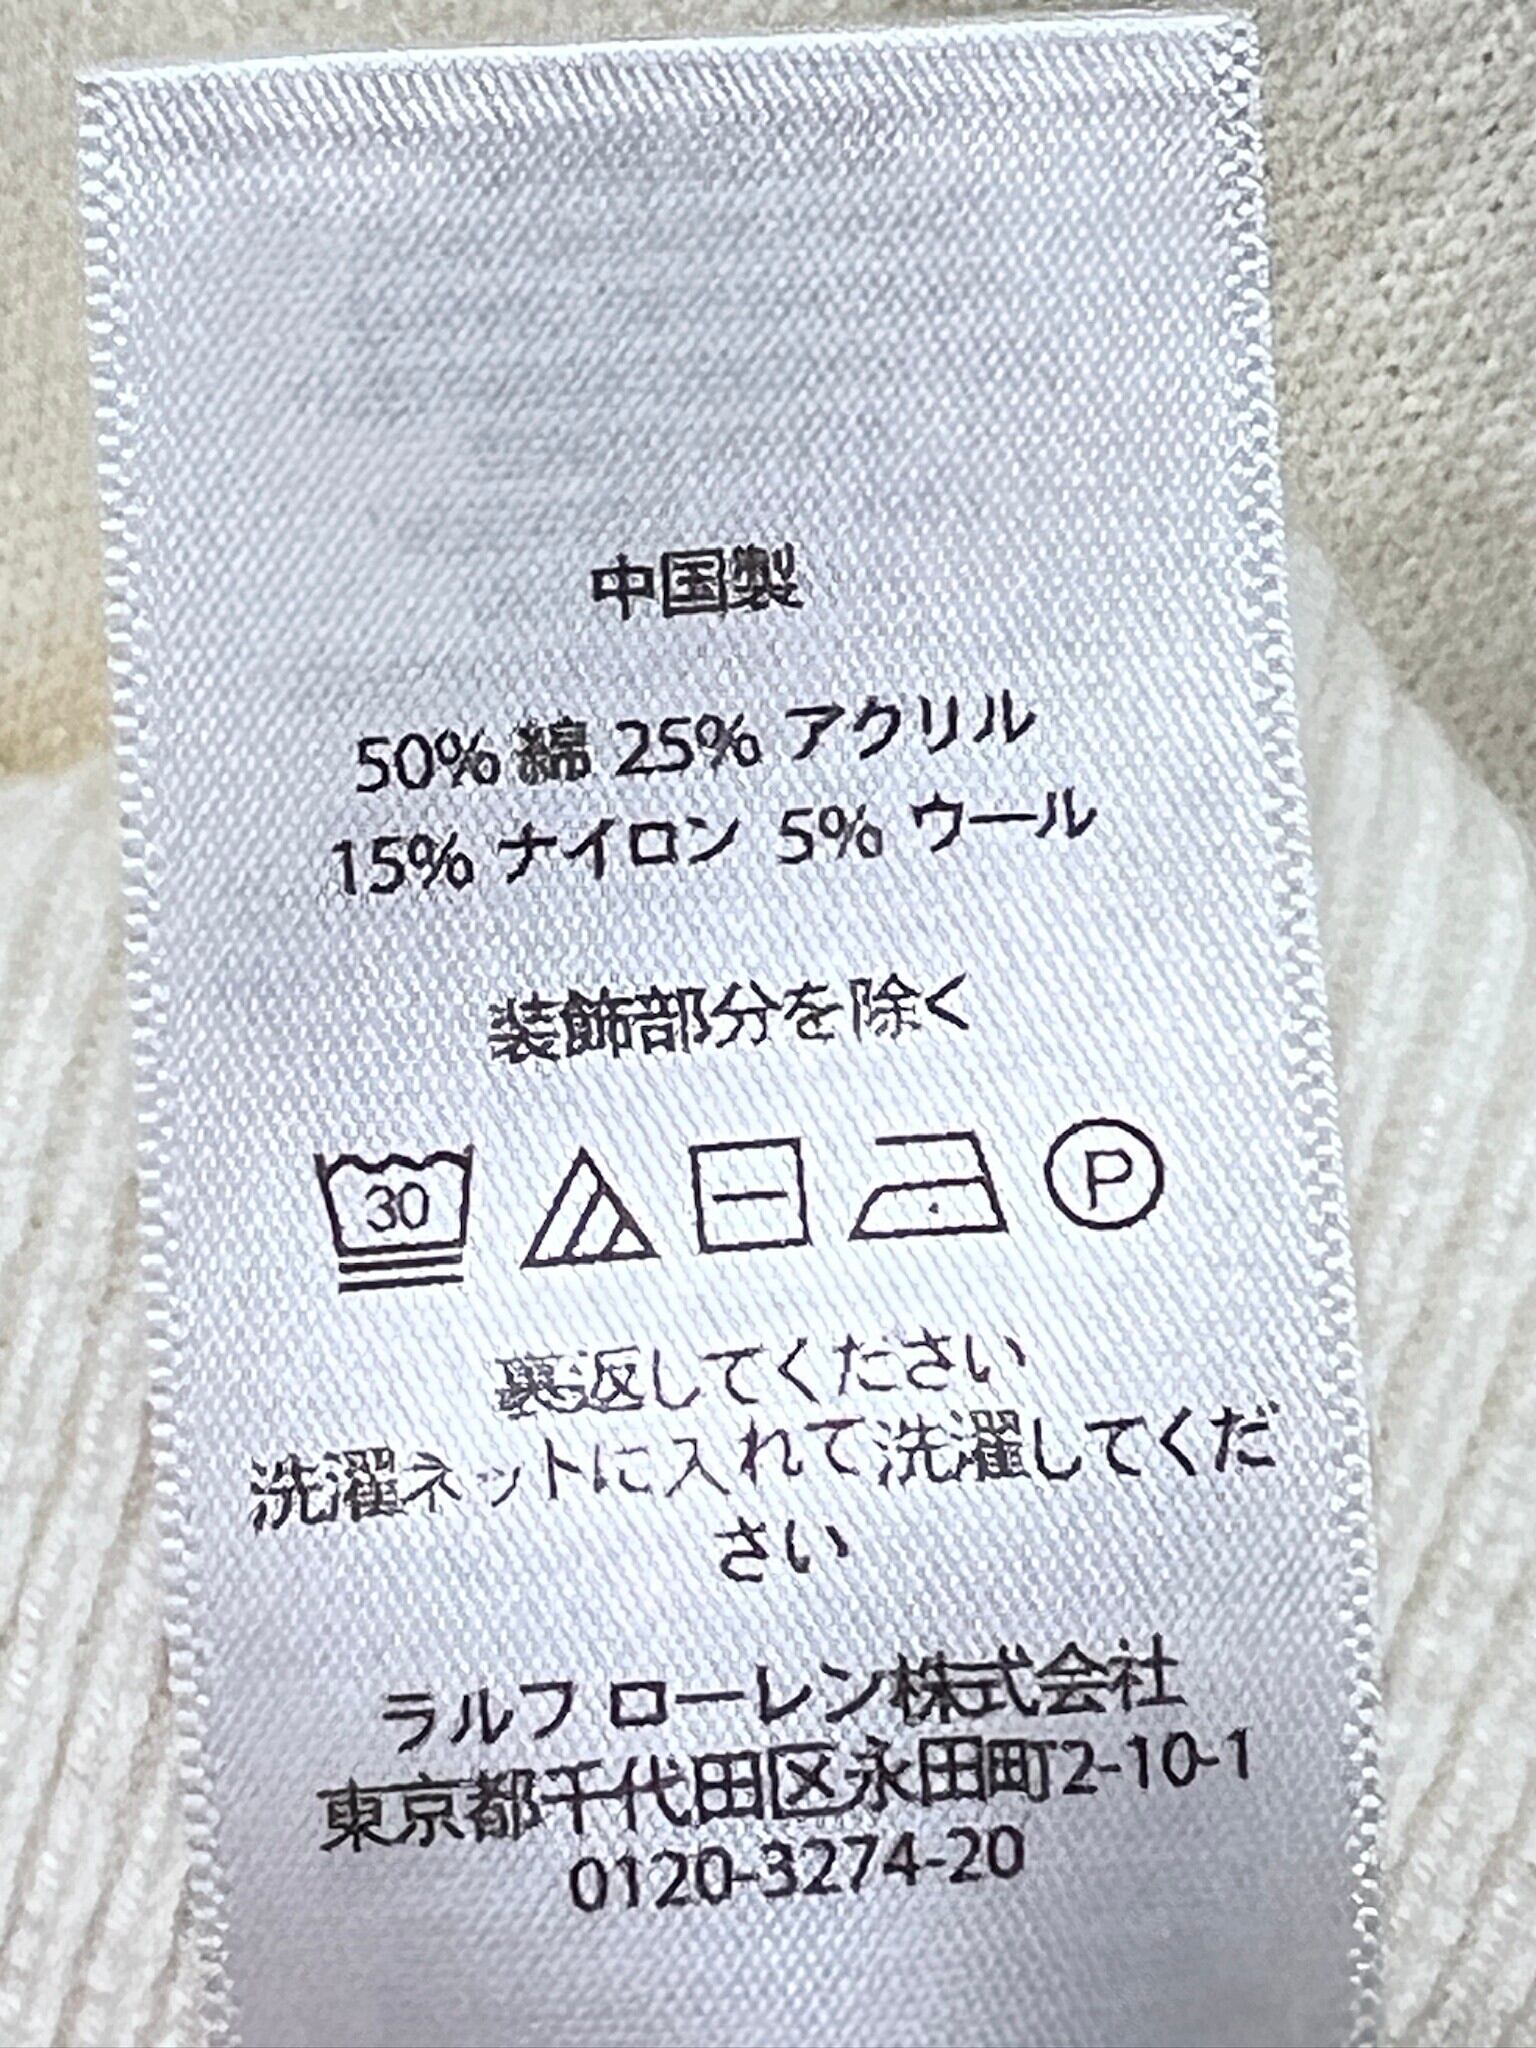 中国製
50% 綿 25% アクリル
15% ナイロン 5% ウール
装飾部分を除く
30
P
裏返してください
洗濯ネットに入れて洗濯してくだ
さい
ラルフ ローレン株式会社
東京都千代田区永田町2-10-1
0120-3274-20